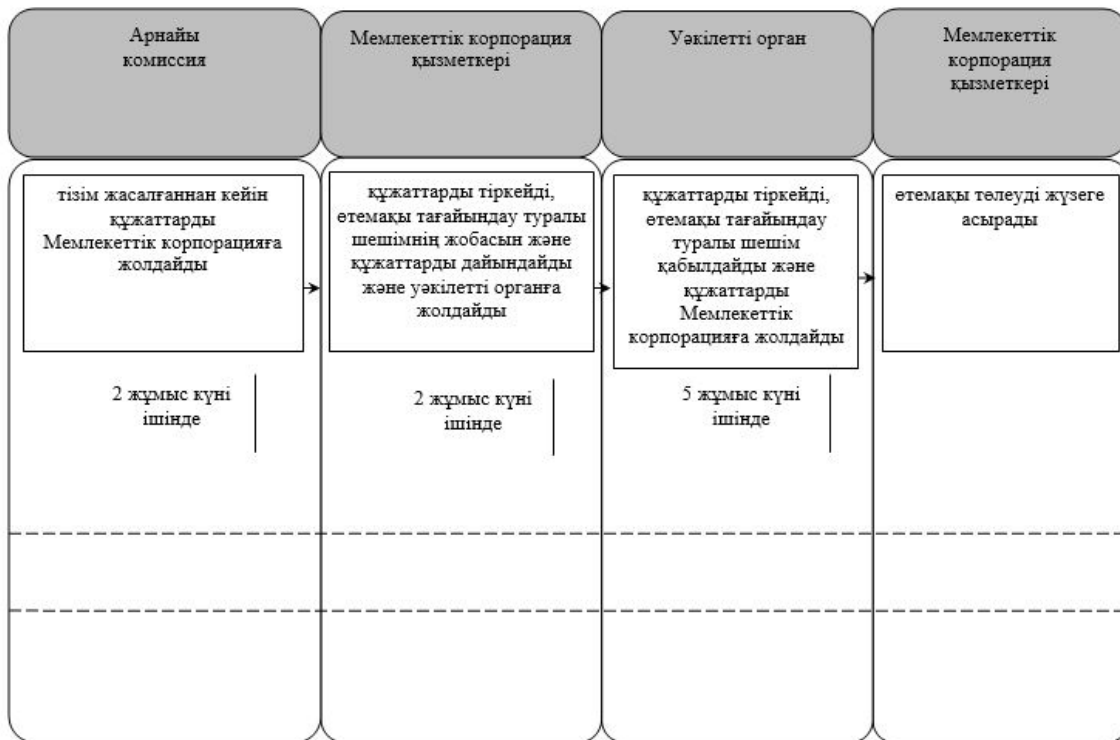 Арнайы
комиссия
Мемлекеттік корпорация
қызметкері
Уәкілетті орган
Мемлекеттік
корпорация
қызметкері
тізім жасалғаннан кейін
құжаттарды
Мемлекеттік корпорацияға
жолдайды
құжаттарды тіркейді,
өтемақы тағайындау туралы
шешімнің жобасын және
құжаттарды дайындайды
және уәкілетті органға
жолдайды
құжаттарды тіркейді,
өтемақы тағайындау
туралы шешім
қабылдайды және
құжаттарды
Мемлекеттік
корпорацияға жолдайды
өтемақы төлеуді жүзеге
асырады
2 жұмыс күні
ішінде
2 жұмыс күні
ішінде
5 жұмыс күні
ішінде